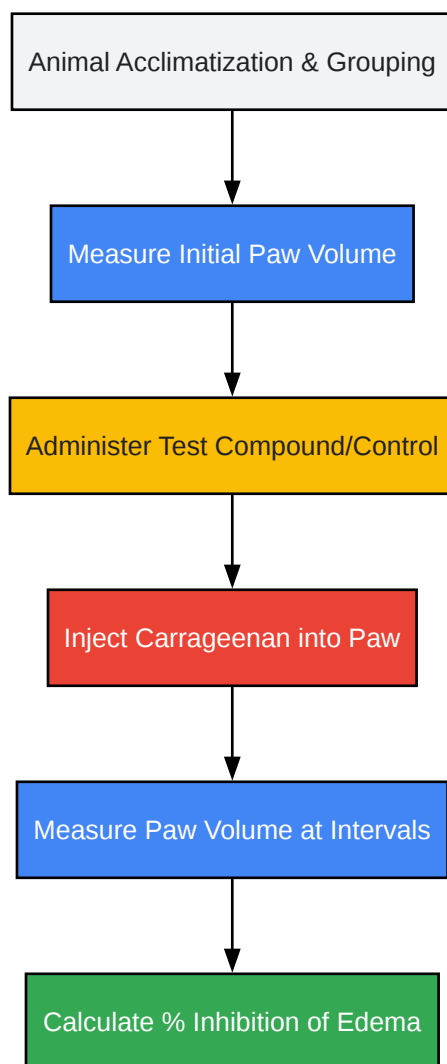 Animal Acclimatization & Grouping
Measure Initial Paw Volume
Administer Test Compound/Control
Inject Carrageenan into Paw
Measure Paw Volume at Intervals
Calculate % Inhibition of Edema